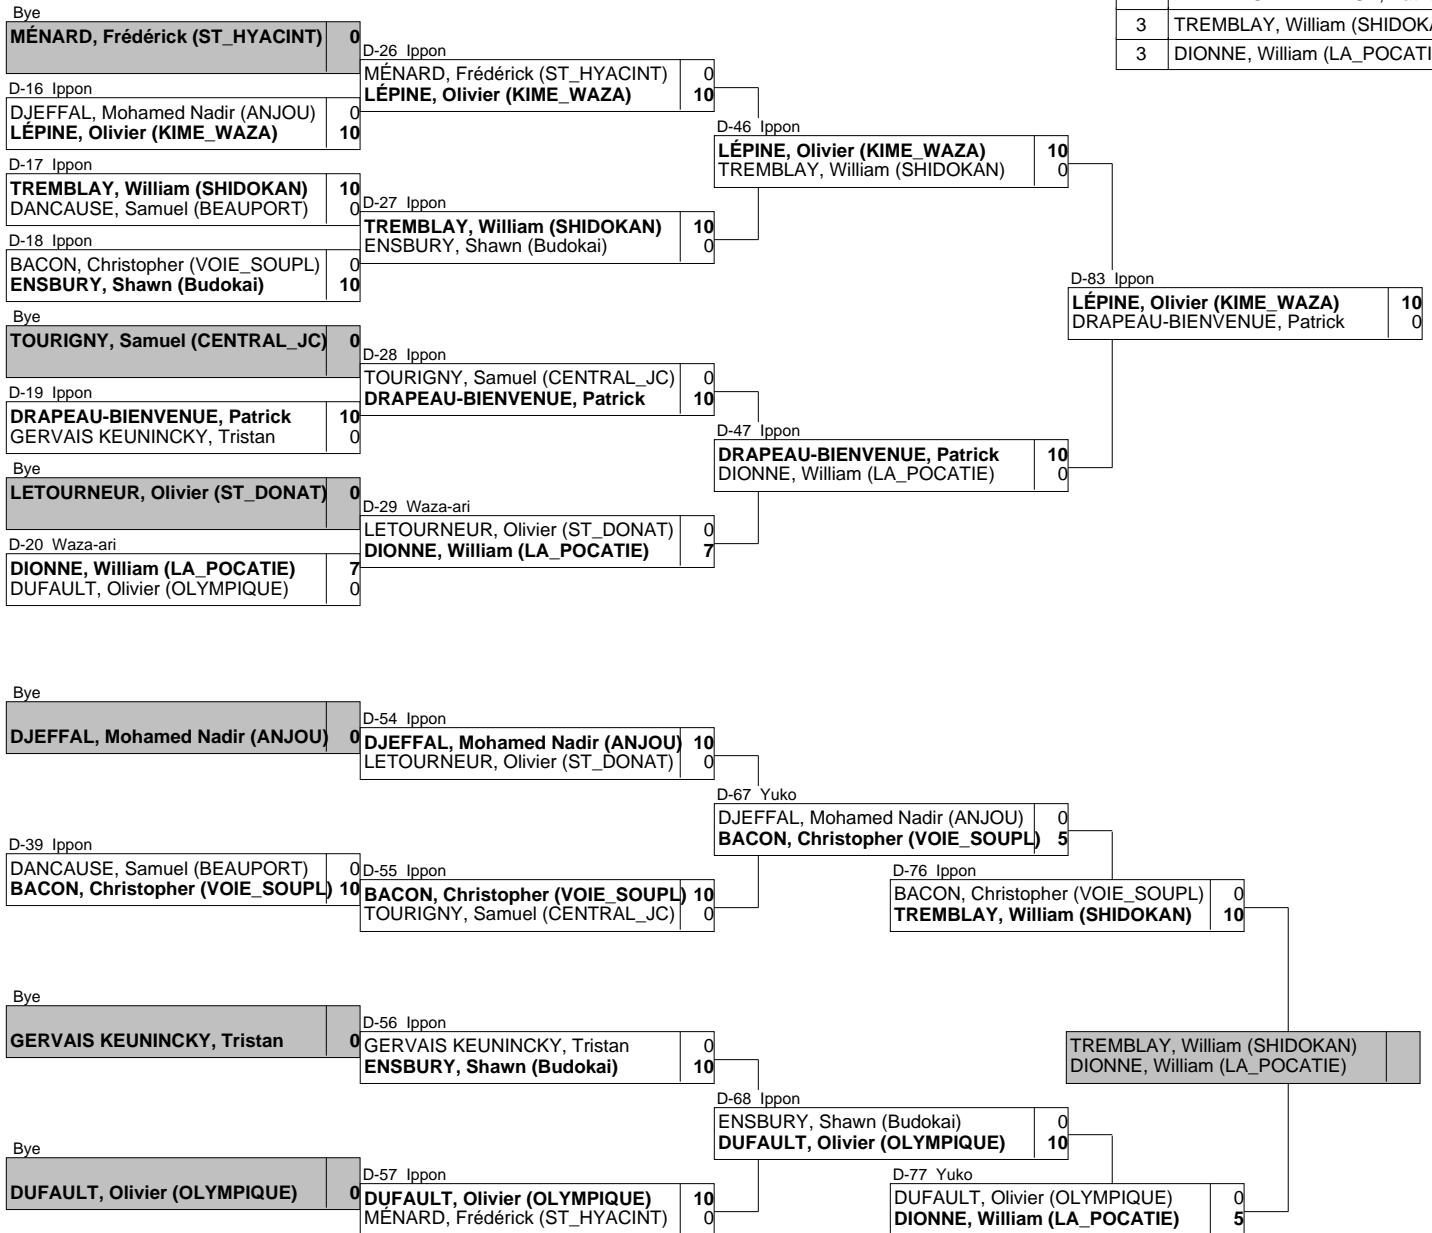 Bye
MÉNARD, Frédérick (ST_HYACINT) 0
D-16 Ippon
DJEFFAL, Mohamed Nadir (ANJOU) 0
LÉPINE, Olivier (KIME_WAZA) 10
D-17 Ippon
TREMBLAY, William (SHIDOKAN) 10
DANCAUSE, Samuel (BEAUPORT) 0
D-18 Ippon
BACON, Christopher (VOIE_SOUPL) 0
ENSBURY, Shawn (Budokai) 10
Bye
TOURIGNY, Samuel (CENTRAL_JC) 0
D-19 Ippon
DRAPEAU-BIENVENUE, Patrick 10
GERVAIS KEUNINCKY, Tristan 0
Bye
LETOURNEUR, Olivier (ST_DONAT) 0
D-20 Waza-ari
DIONNE, William (LA_POCATIE) 7
DUFAULT, Olivier (OLYMPIQUE) 0
D-26 Ippon
MÉNARD, Frédérick (ST_HYACINT) 0
LÉPINE, Olivier (KIME_WAZA) 10
D-27 Ippon
TREMBLAY, William (SHIDOKAN) 10
ENSBURY, Shawn (Budokai) 0
D-28 Ippon
TOURIGNY, Samuel (CENTRAL_JC) 0
DRAPEAU-BIENVENUE, Patrick 10
D-29 Waza-ari
LETOURNEUR, Olivier (ST_DONAT) 0
DIONNE, William (LA_POCATIE) 7
D-46 Ippon
LÉPINE, Olivier (KIME_WAZA) 10
TREMBLAY, William (SHIDOKAN) 0
D-47 Ippon
DRAPEAU-BIENVENUE, Patrick 10
DIONNE, William (LA_POCATIE) 0
3 TREMBLAY, William (SHIDOKA
3 DIONNE, William (LA_POCATI
D-83 Ippon
LÉPINE, Olivier (KIME_WAZA) 10
DRAPEAU-BIENVENUE, Patrick 0
Bye
DJEFFAL, Mohamed Nadir (ANJOU) 0
D-39 Ippon
DANCAUSE, Samuel (BEAUPORT) 0
BACON, Christopher (VOIE_SOUPL) 10
Bye
GERVAIS KEUNINCKY, Tristan 0
Bye
DUFAULT, Olivier (OLYMPIQUE) 0
D-54 Ippon
DJEFFAL, Mohamed Nadir (ANJOU) 10
LETOURNEUR, Olivier (ST_DONAT) 0
D-55 Ippon
BACON, Christopher (VOIE_SOUPL) 10
TOURIGNY, Samuel (CENTRAL_JC) 0
D-56 Ippon
GERVAIS KEUNINCKY, Tristan 0
ENSBURY, Shawn (Budokai) 10
D-57 Ippon
DUFAULT, Olivier (OLYMPIQUE) 10
MÉNARD, Frédérick (ST_HYACINT) 0
D-67 Yuko
DJEFFAL, Mohamed Nadir (ANJOU) 0
BACON, Christopher (VOIE_SOUPL) 5
D-68 Ippon
ENSBURY, Shawn (Budokai) 0
DUFAULT, Olivier (OLYMPIQUE) 10
D-76 Ippon
BACON, Christopher (VOIE_SOUPL) 0
TREMBLAY, William (SHIDOKAN) 10
D-77 Yuko
DUFAULT, Olivier (OLYMPIQUE) 0
DIONNE, William (LA_POCATIE) 5
TREMBLAY, William (SHIDOKAN)
DIONNE, William (LA_POCATIE)